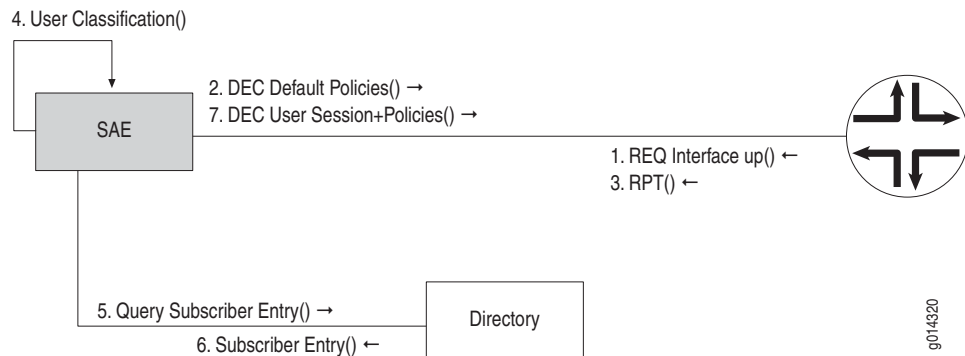 4. User Classification()
2. DEC Default Policies() →
7. DEC User Session+Policies() →
SAE
1. REQ Interface up() ←
3. RPT() ←
5. Query Subscriber Entry() →
Directory
6. Subscriber Entry() ←
g014320